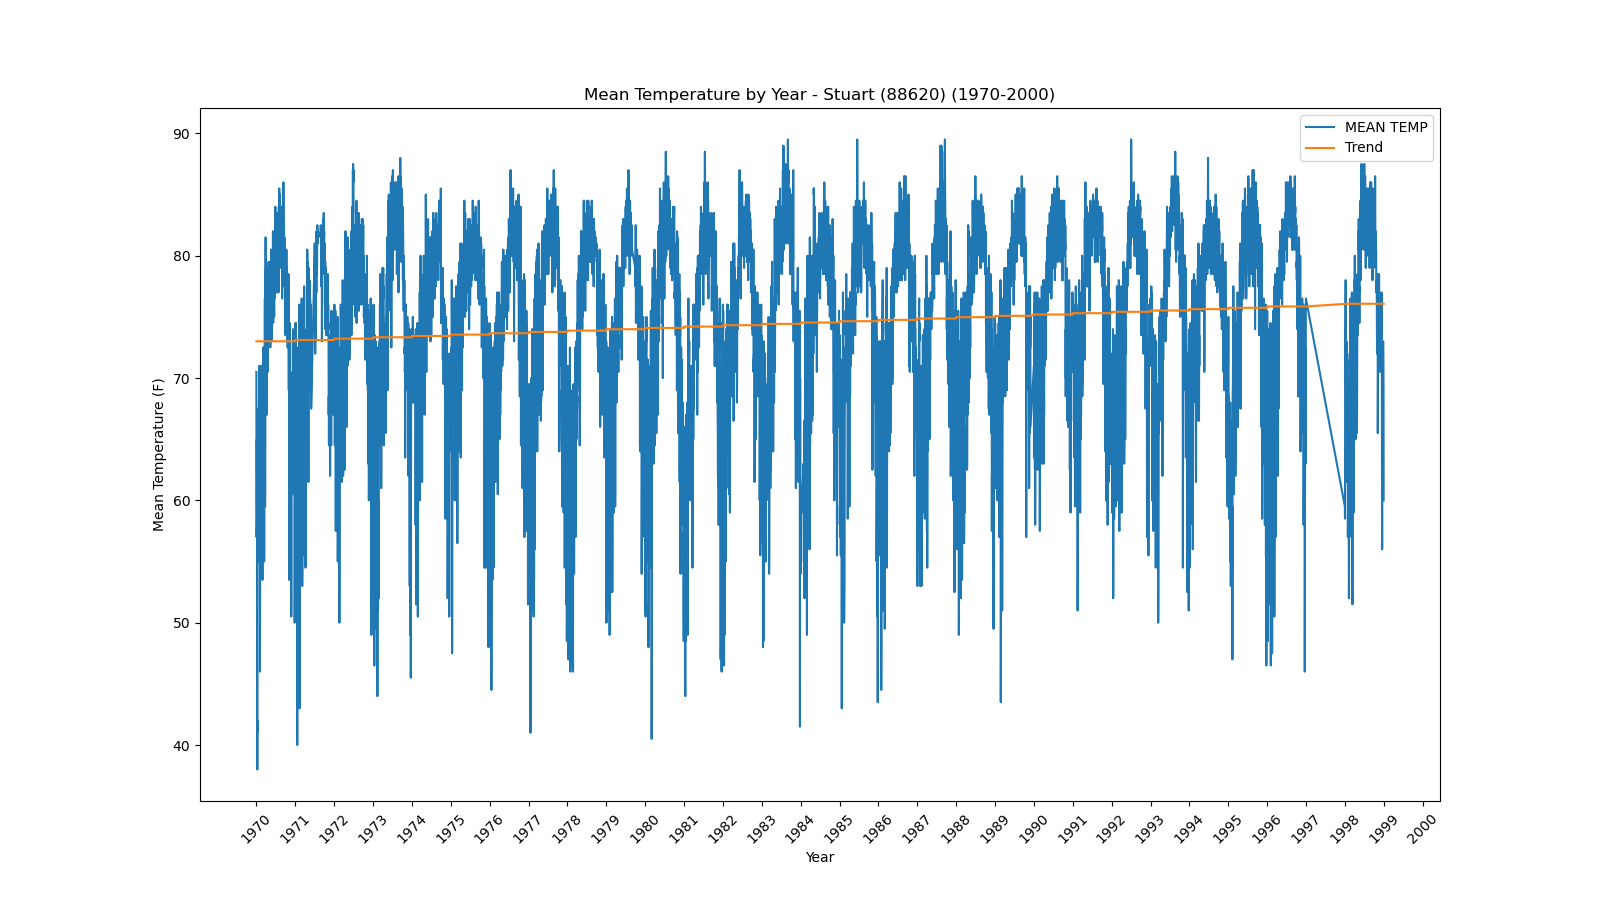 Mean Temperature by Year - Stuart (88620) (1970-2000)
MEAN TEMP
Trend
Mean Temperature (F)
90
80
70
60
50
40
1970 1971 1972 1973 1974 1975 1976 1977 1978 1979 1980 1981 1982 1983 1984 1985 1986 1987 1988 1989 1990 1991 1992 1993 1994 1995 1996 1997 1998 1999 2000
Year